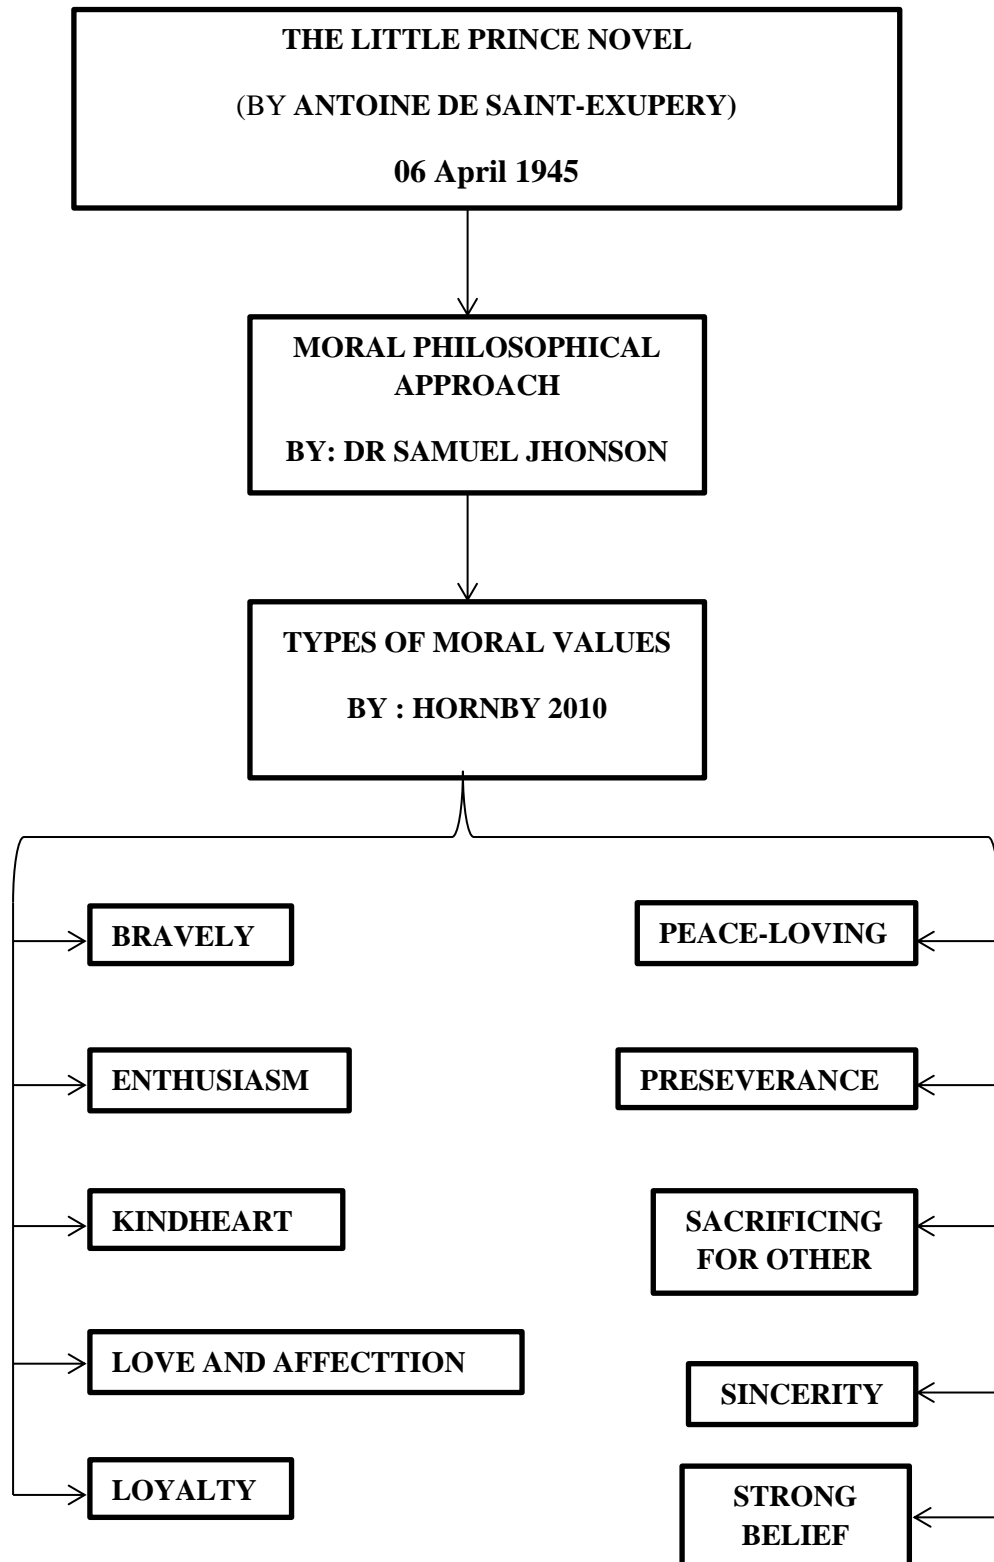 THE LITTLE PRINCE NOVEL
(BY ANTOINE DE SAINT-EXUPERY)
06 April 1945
MORAL PHILOSOPHICAL
APPROACH
BY: DR SAMUEL JHONSON
TYPES OF MORAL VALUES
BY : HORNBY 2010
BRAVELY
ENTHUSIASM
KINDHEART
LOVE AND AFFECTTION
LOYALTY
PEACE-LOVING
PRESEVERANCE
SACRIFICING
FOR OTHER
SINCERITY
STRONG
BELIEF